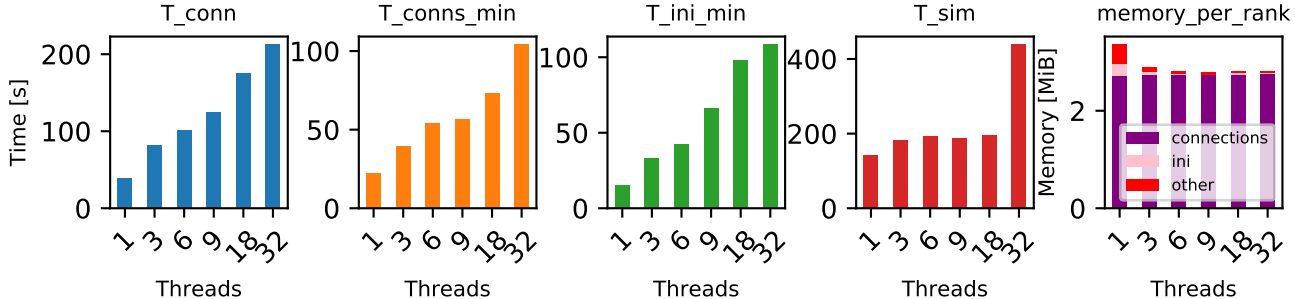 T_conn
T_conns_min
T_ini_min
T_sim
memory_per_rank
Time [s]
200
100
0
100
50
0
100
50
0
400
200
0
Memory [MiB]
2
0
connections
ini
other
1 3 6 9 18 32
1 3 6 9 18 32
1 3 6 9 18 32
1 3 6 9 18 32
1 3 6 9 18 32
Threads
Threads
Threads
Threads
Threads